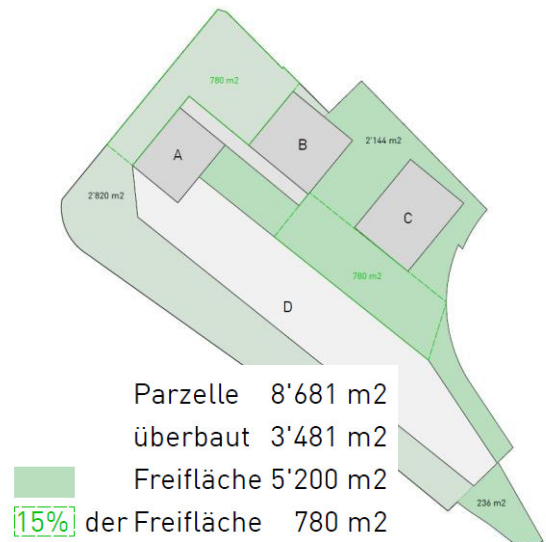 780 m2
B
2'144 m2
A
2'820 m2
C
780 m2
D
Parzelle 8'681 m2
überbaut 3'481 m2
Freifläche 5'200 m2
15% der Freifläche 780 m2
236 m2